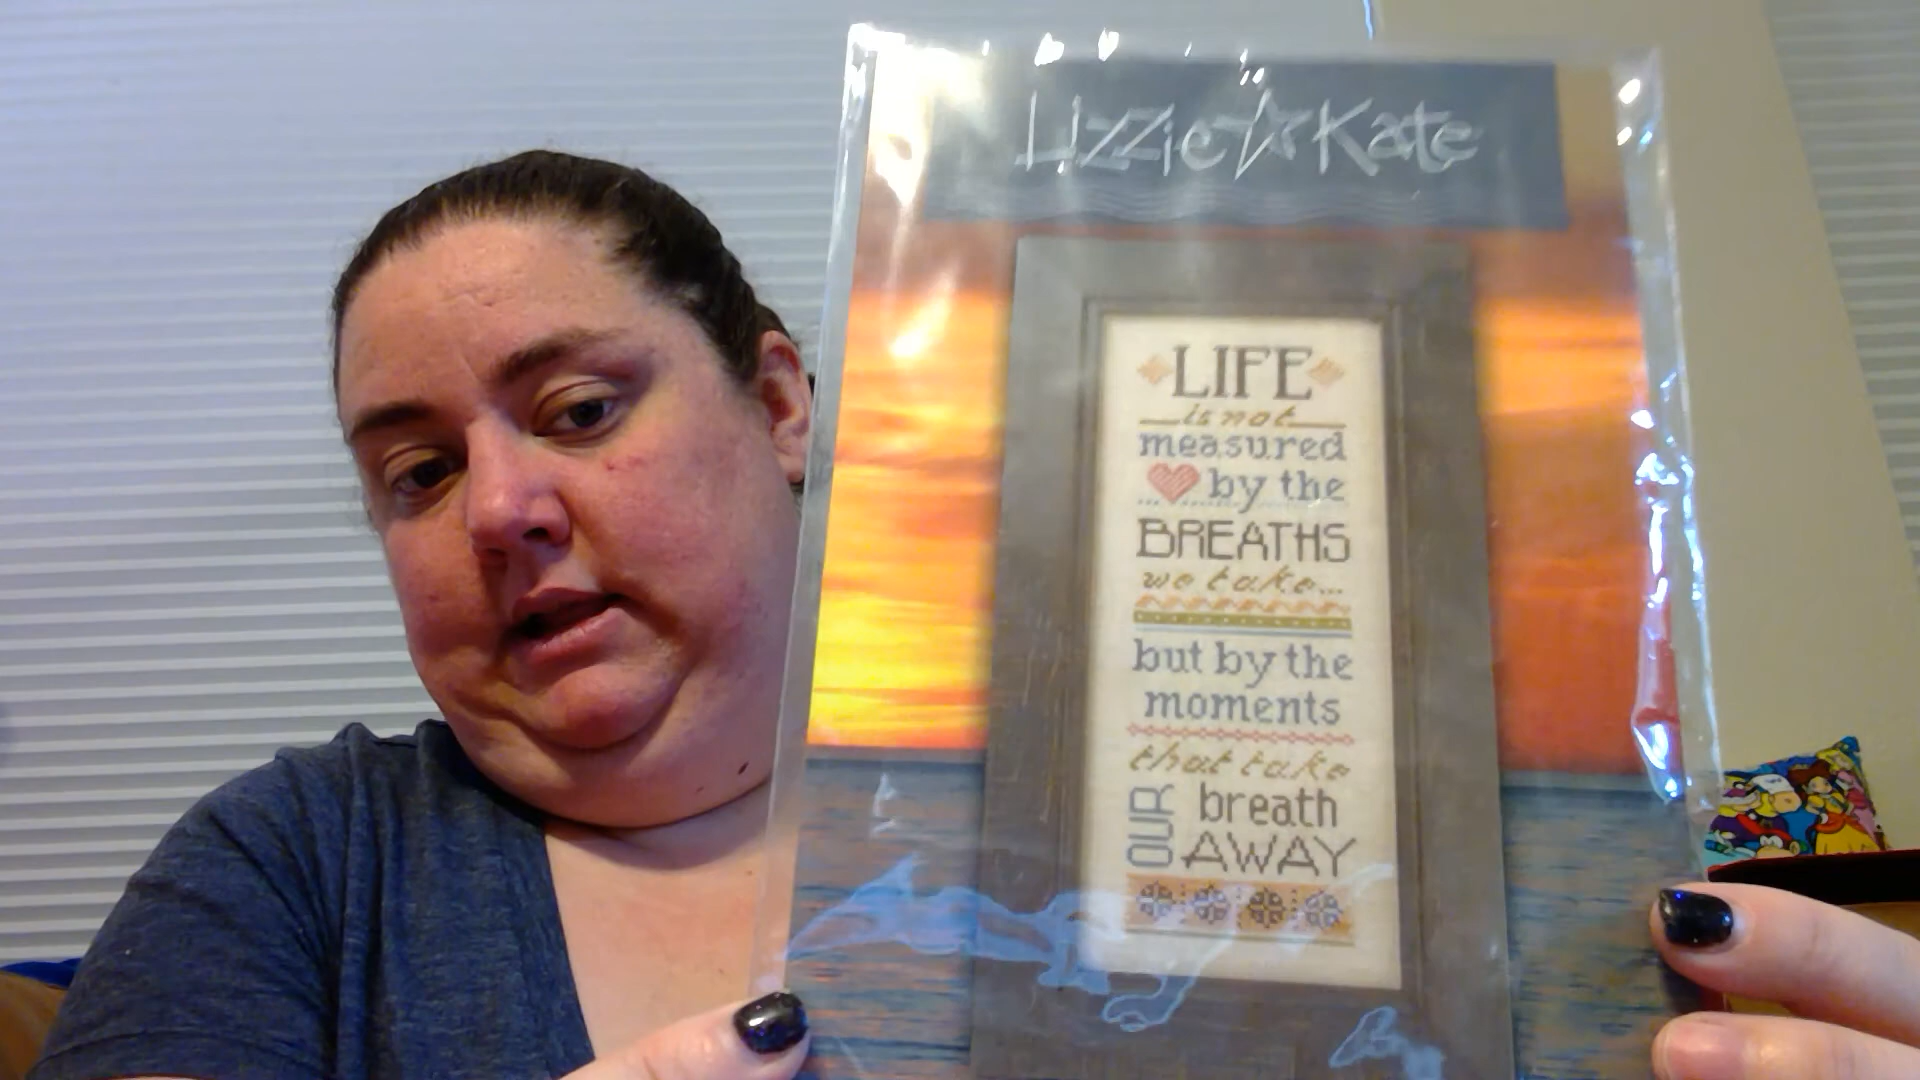 Lizzie☆Kate
LIFE
is not
measured
by the
BREATHS
we take...
but by the
moments
that take
OUR breath
AWAY